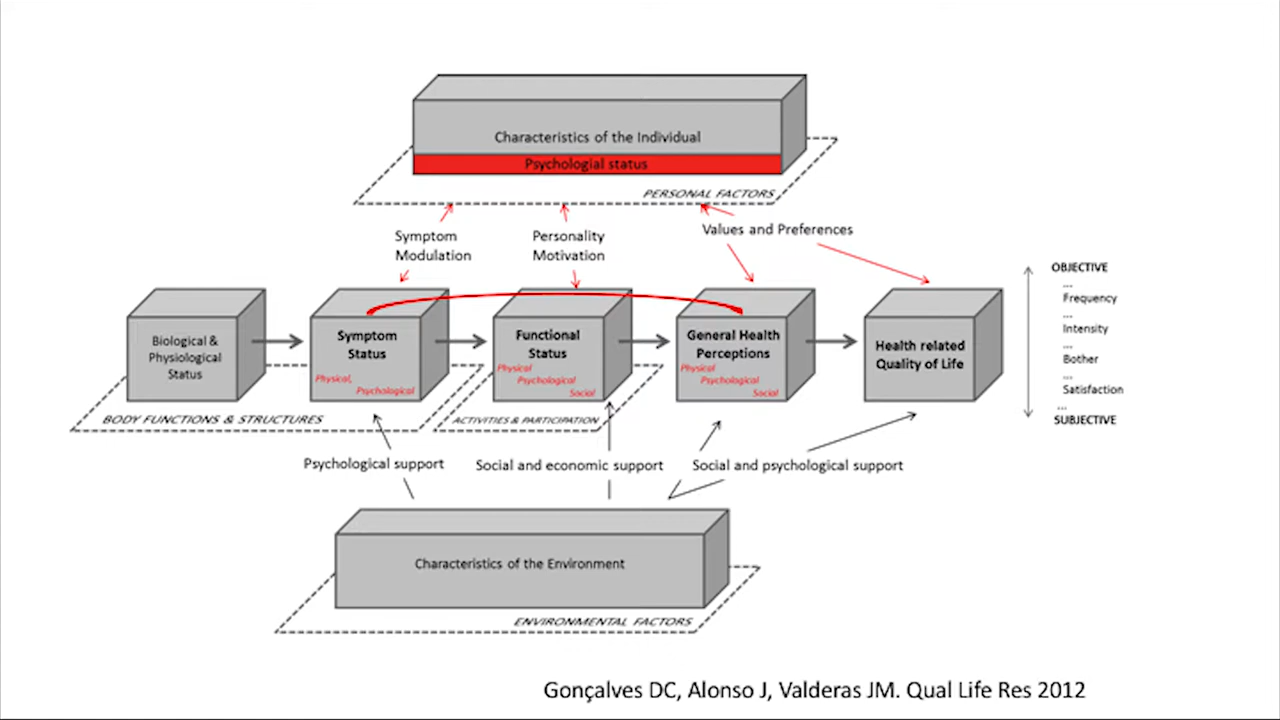 Characteristics of the Individual
Psychologial status
PERSONAL FACTORS
Symptom
Modulation
Personality
Motivation
Values and Preferences
Biological &
Physiological
Status
Symptom
Status
Physical,
Psychological
Functional
Status
Physical
Psychological
Social
General Health
Perceptions
Physical
Psychological
Social
Health related
Quality of Life
OBJECTIVE
...
Frequency
...
Intensity
...
Bother
...
Satisfaction
...
SUBJECTIVE
BODY FUNCTIONS & STRUCTURES
ACTIVITIES & PARTICIPATION
Psychological support
Social and economic support
Social and psychological support
Characteristics of the Environment
ENVIRONMENTAL FACTORS
Gonçalves DC, Alonso J, Valderas JM. Qual Life Res 2012